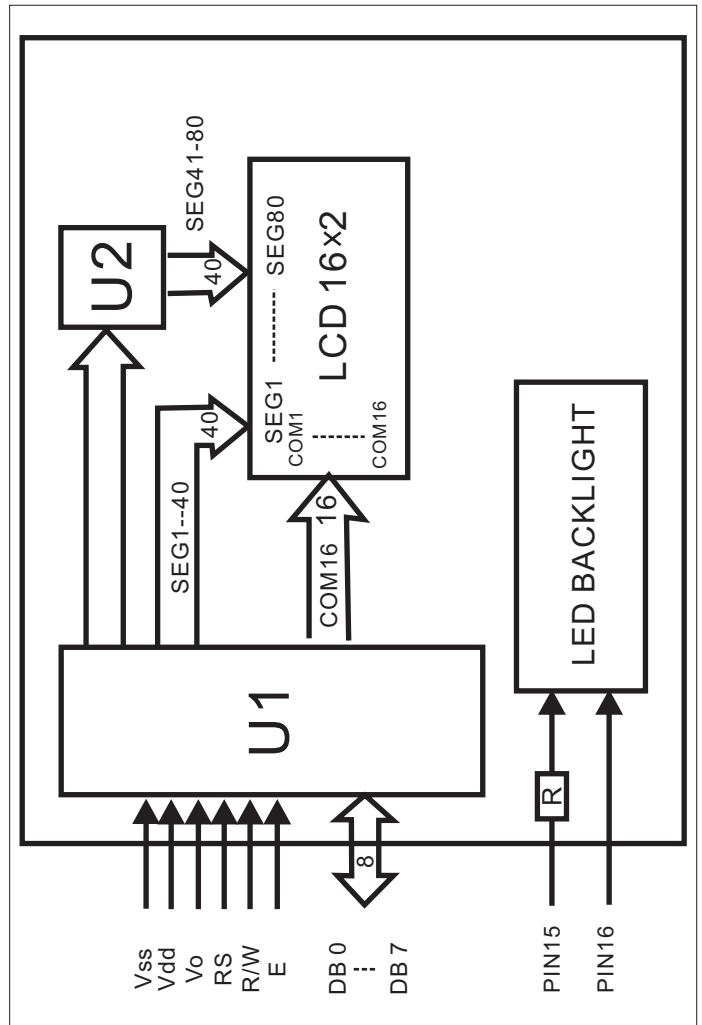 Vss
Vdd
Vo
RS
R/W
E
DB 0
DB 7
8
PIN15
PIN16
R
U1
SEG1--40
40
COM16 16
U2
40
SEG41-80
SEG1 SEG80
COM1
COM16
LCD 16×2
LED BACKLIGHT